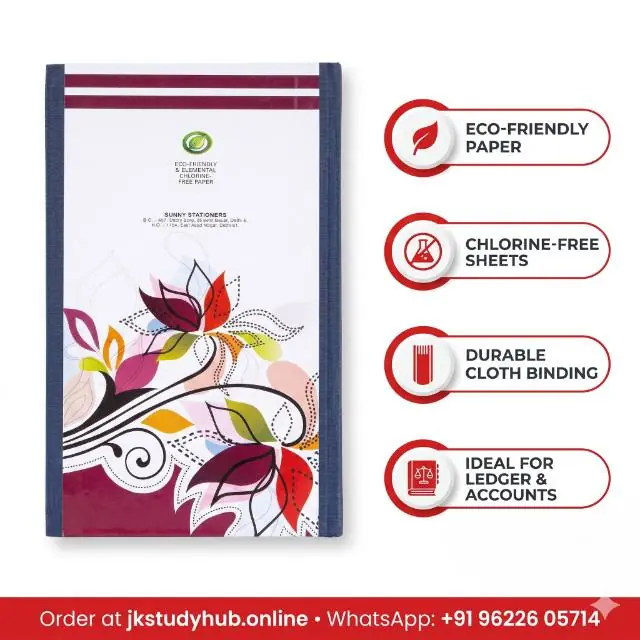 ECO-FRIENDLY
& ELEMENTAL
CHLORINE-
FREE PAPER
SUNNY STATIONERS
ECO-FRIENDLY
PAPER
CHLORINE-FREE
SHEETS
DURABLE
CLOTH BINDING
IDEAL FOR
LEDGER &
ACCOUNTS
Order at jkstudyhub.online • WhatsApp: +91 96226 05714